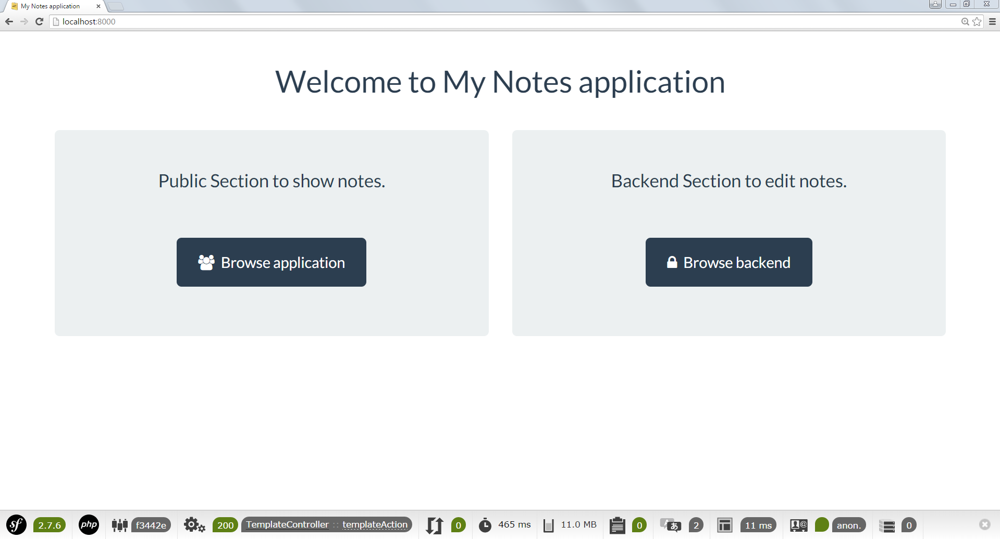 My Notes application
localhost:8000
Welcome to My Notes application
Public Section to show notes.
Backend Section to edit notes.
Browse application
Browse backend
sf 2.7.6 php f3442e 200 TemplateController :: templateAction 0 465 ms 11.0 MB 0 A あ 2 11 ms @ anon. 0